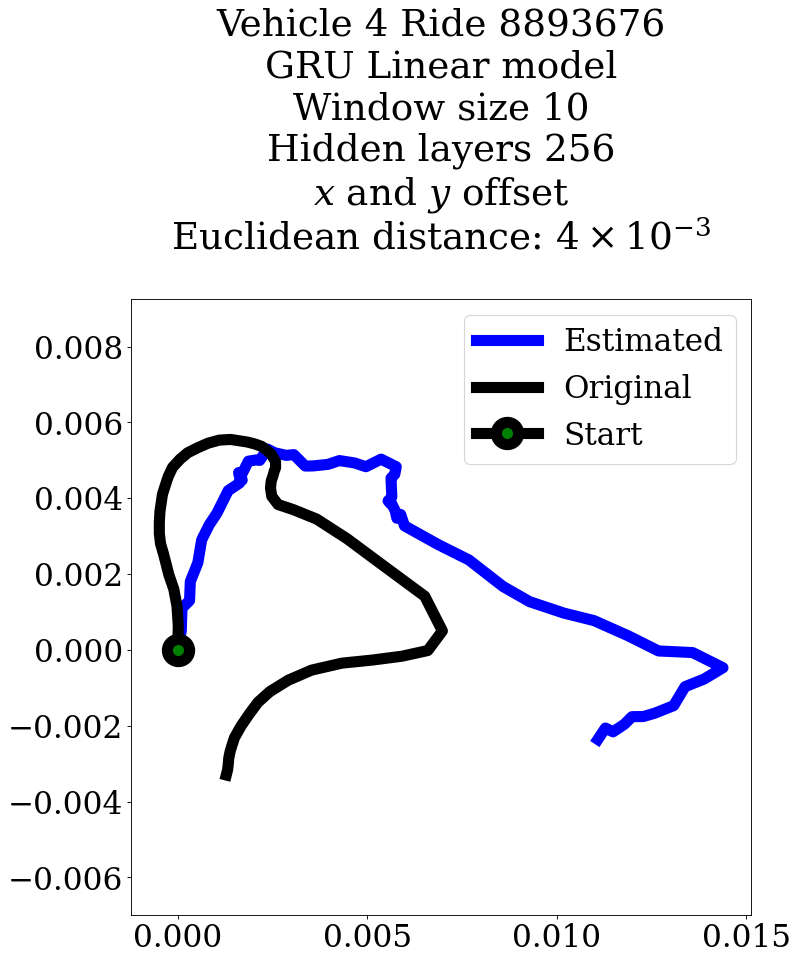 Vehicle 4 Ride 8893676
GRU Linear model
Window size 10
Hidden layers 256
x and y offset
Euclidean distance: 4 × 10⁻³
Estimated
Original
Start
0.008
0.006
0.004
0.002
0.000
−0.002
−0.004
−0.006
0.000 0.005 0.010 0.015